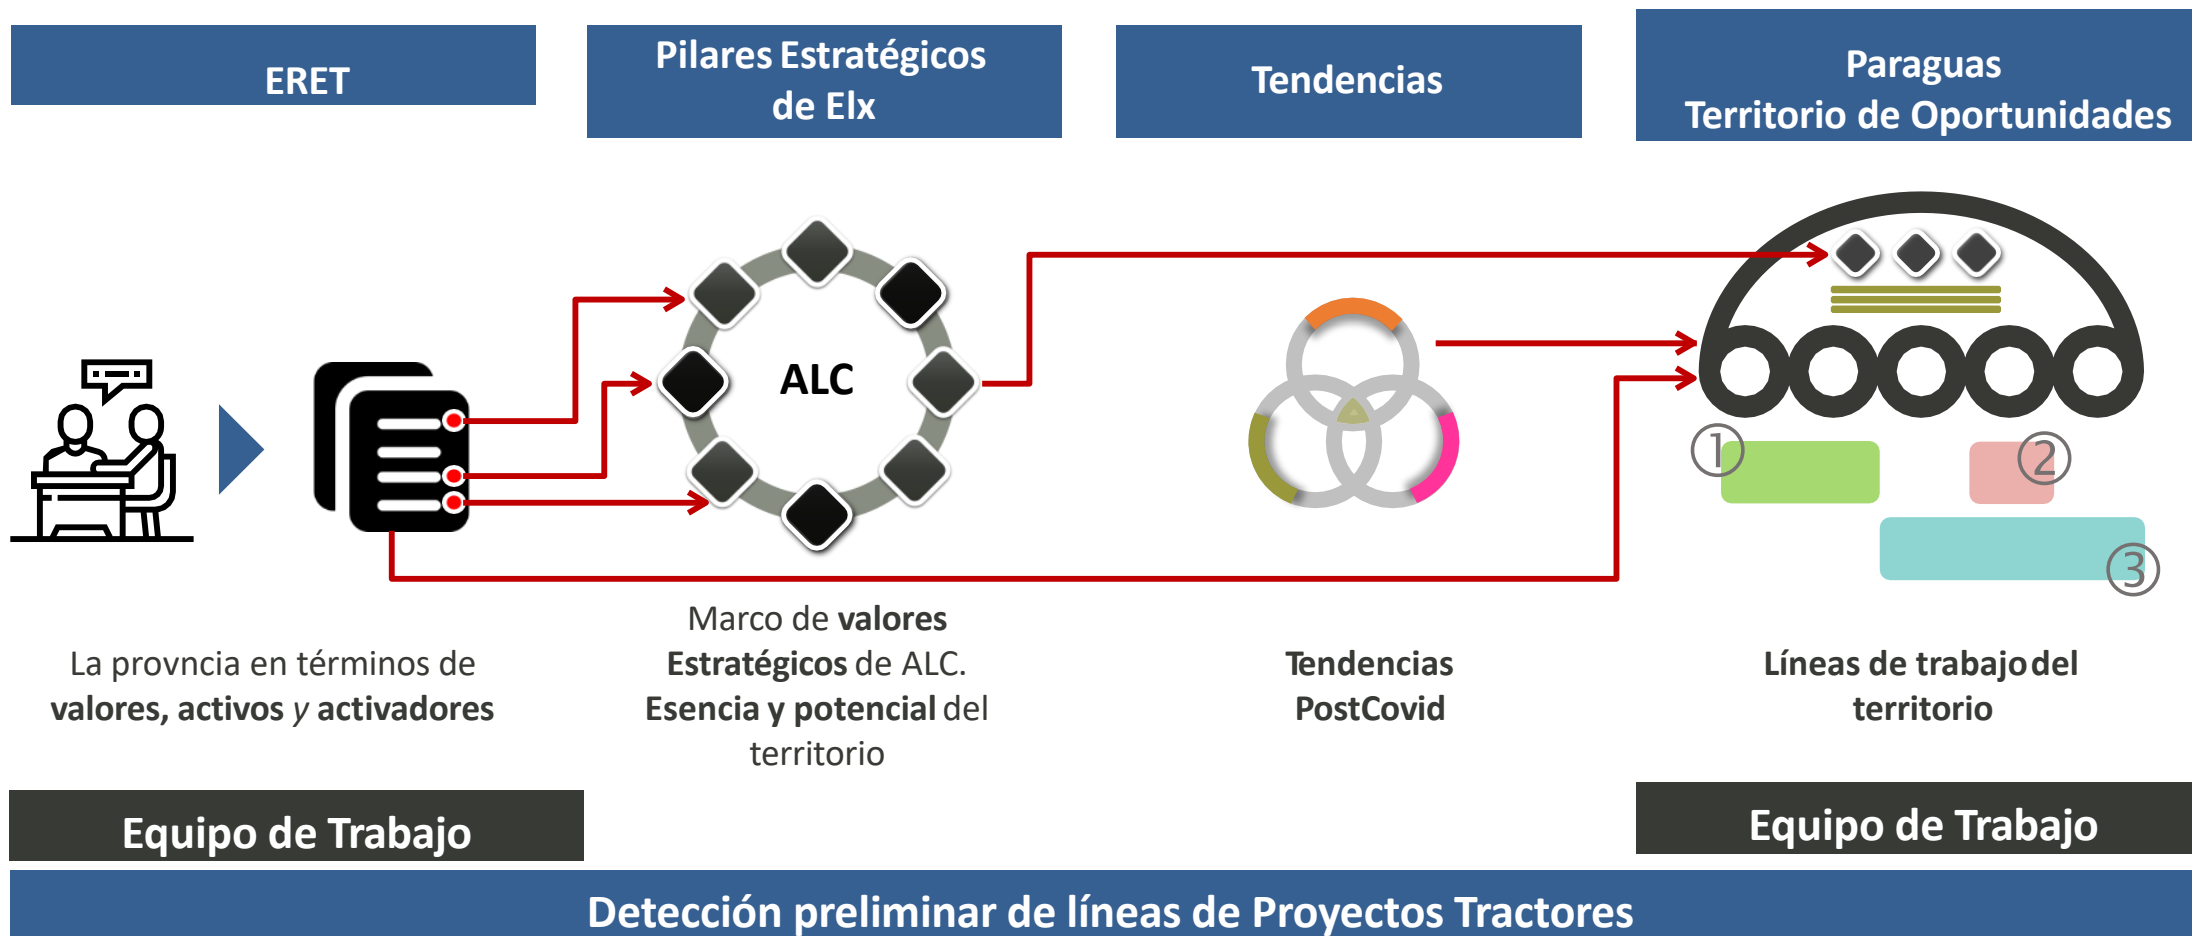 ERET
Pilares Estratégicos
de Elx
Tendencias
Paraguas
Territorio de Oportunidades
ALC
①
②
③
La provncia en términos de
valores, activos y activadores
Marco de valores
Estratégicos de ALC.
Esencia y potencial del
territorio
Tendencias
PostCovid
Líneas de trabajo del
territorio
Equipo de Trabajo
Equipo de Trabajo
Detección preliminar de líneas de Proyectos Tractores